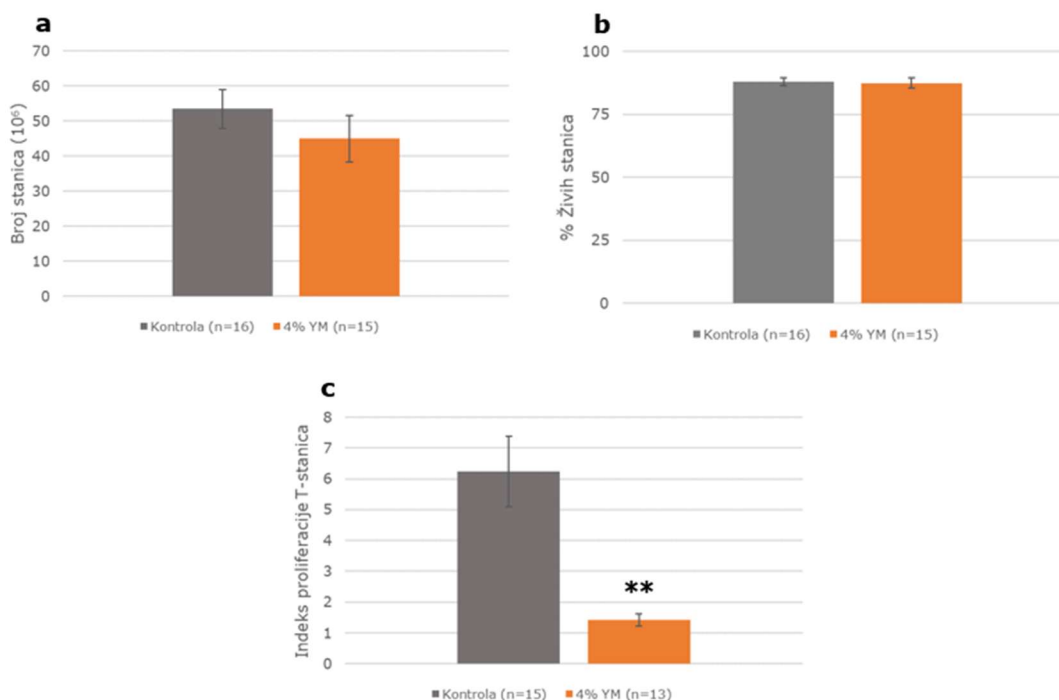 a
Broj stanica (10⁶)
70
60
50
40
30
20
10
0
Kontrola (n=16) 4% YM (n=15)
b
% Živih stanica
100
75
50
25
0
Kontrola (n=16) 4% YM (n=15)
c
Indeks proliferacije T-stanica
8
7
6
5
4
3
2
1
0
**
Kontrola (n=15) 4% YM (n=13)